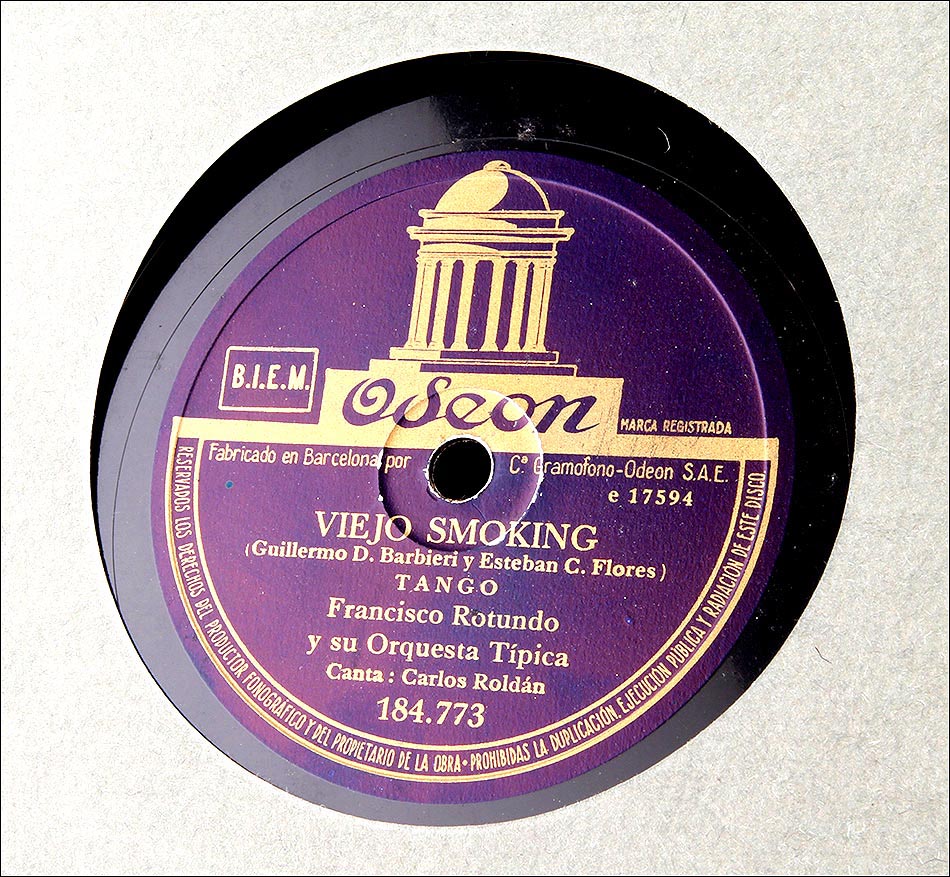 B.I.E.M.
Odeon
MARCA REGISTRADA
Fabricado en Barcelona por Cª Gramofono-Odeon S.A.E.
e 17594
VIEJO SMOKING
(Guillermo D. Barbieri y Esteban C. Flores)
TANGO
Francisco Rotundo
y su Orquesta Típica
Canta: Carlos Roldán
184.773
RESERVADOS LOS DERECHOS DEL PRODUCTOR FONOGRAFICO Y DEL PROPIETARIO DE LA OBRA • PROHIBIDAS LA DUPLICACIÓN. EJECUCION PÚBLICA Y RADIACIÓN DE ESTE DISCO